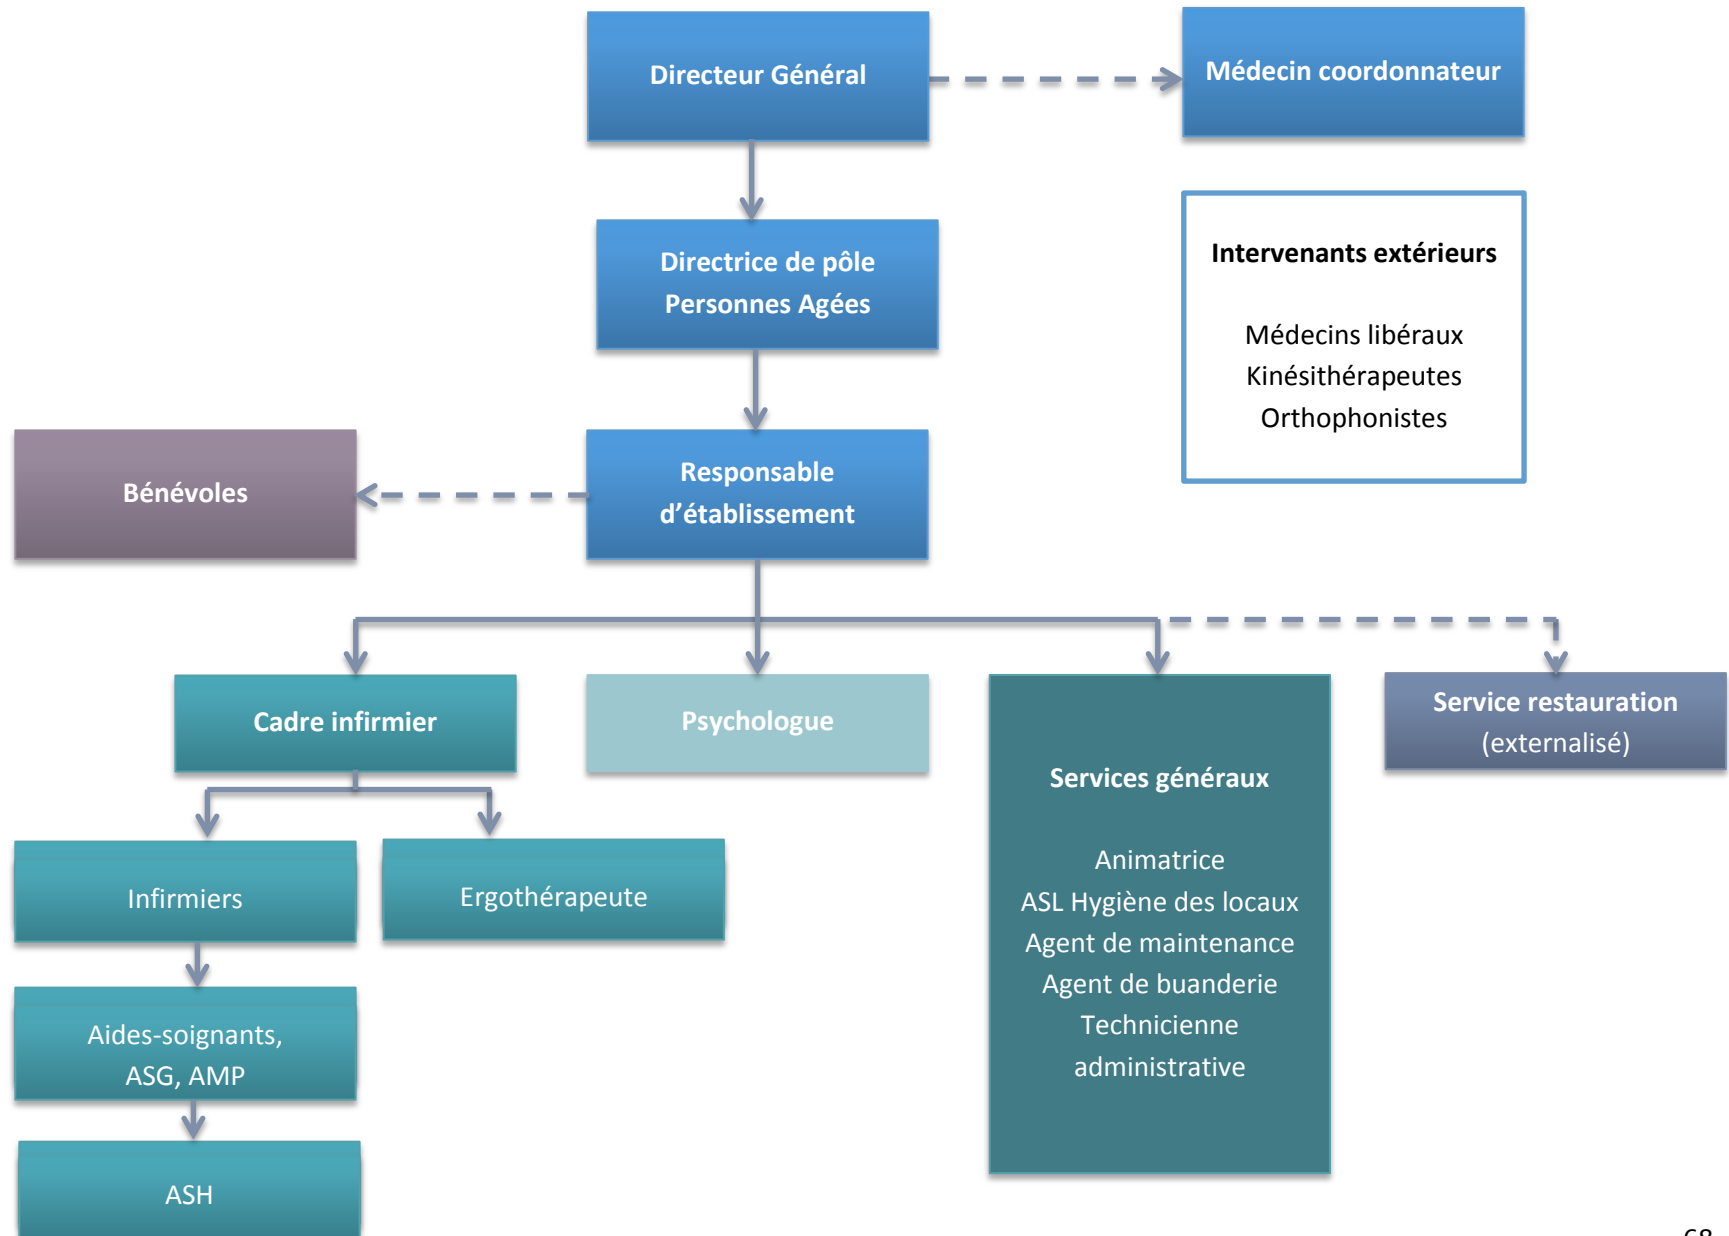 Directeur Général
Médecin coordonnateur
Directrice de pôle
Personnes Agées
Intervenants extérieurs
Médecins libéraux
Kinésithérapeutes
Orthophonistes
Bénévoles
Responsable
d’établissement
Cadre infirmier
Psychologue
Services généraux
Animatrice
ASL Hygiène des locaux
Agent de maintenance
Agent de buanderie
Technicienne
administrative
Service restauration
(externalisé)
Infirmiers
Ergothérapeute
Aides-soignants,
ASG, AMP
ASH
68